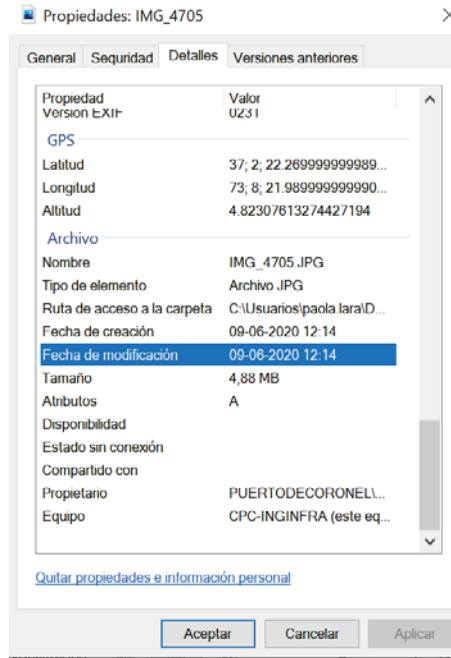 Propiedades: IMG_4705
General Seguridad Detalles Versiones anteriores
Propiedad Valor
Versión EXIF 0231
GPS
Latitud 37; 2; 22.269999999989...
Longitud 73; 8; 21.989999999990...
Altitud 4.82307613274427194
Archivo
Nombre IMG_4705.JPG
Tipo de elemento Archivo JPG
Ruta de acceso a la carpeta C:\Usuarios\paola.lara\D...
Fecha de creación 09-06-2020 12:14
Fecha de modificación 09-06-2020 12:14
Tamaño 4,88 MB
Atributos A
Disponibilidad
Estado sin conexión
Compartido con
Propietario PUERTODECORONEL\...
Equipo CPC-INGINFRA (este eq...
Quitar propiedades e información personal
Aceptar Cancelar Aplicar